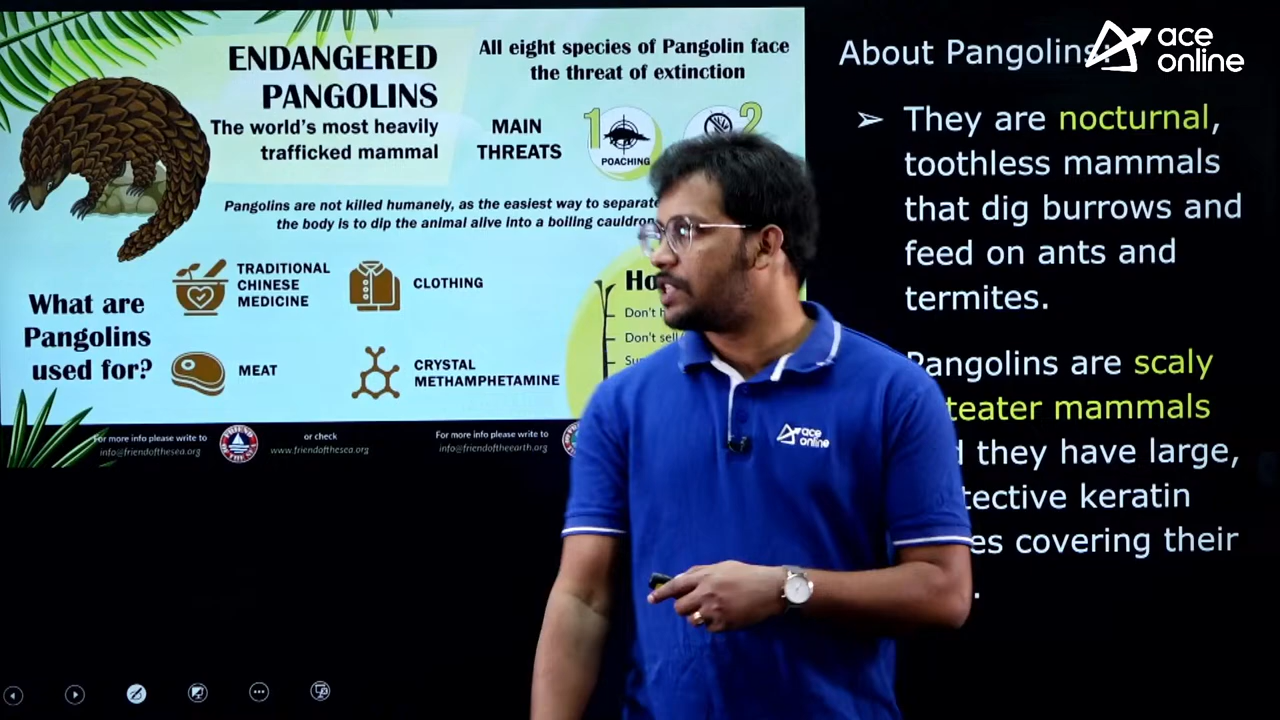 ENDANGERED
PANGOLINS
The world's most heavily
trafficked mammal
All eight species of Pangolin face
the threat of extinction
MAIN
THREATS
1
POACHING
2
Pangolins are not killed humanely, as the easiest way to separate
the body is to dip the animal alive into a boiling cauldron
What are
Pangolins
used for?
TRADITIONAL
CHINESE
MEDICINE
CLOTHING
MEAT
CRYSTAL
METHAMPHETAMINE
Don't
Don't sell
For more info please write to
info@friendofthesea.org
FRIEND
THE SEA
or check
www.friendofthesea.org
For more info please write to
info@friendoftheearth.org
About Pangolins:
ace
online
➢ They are nocturnal,
toothless mammals
that dig burrows and
feed on ants and
termites.
Pangolins are scaly
mammals
they have large,
keratin
covering their
.
ace
online